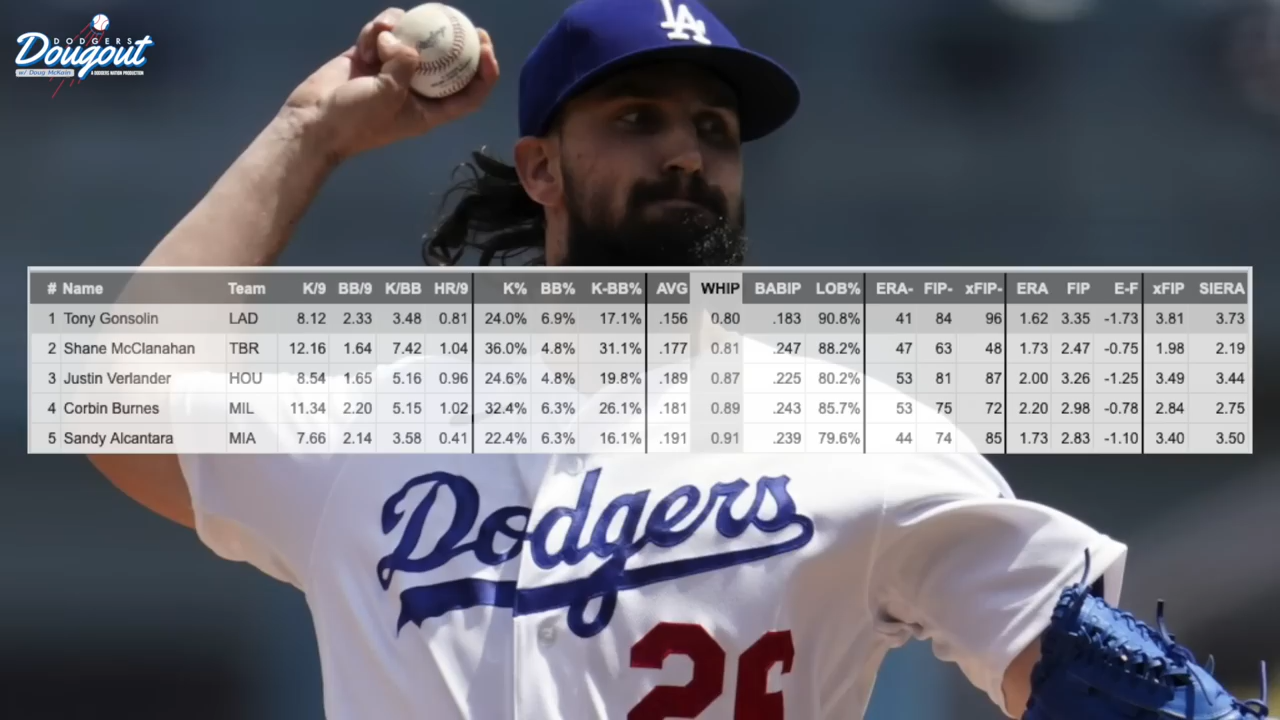 LA
DODGERS
Dougout
w/ Doug McKain A DODGERS NATION PRODUCTION
# Name Team K/9 BB/9 K/BB HR/9 K% BB% K-BB% AVG WHIP BABIP LOB% ERA- FIP- xFIP- ERA FIP E-F xFIP SIERA
1 Tony Gonsolin LAD 8.12 2.33 3.48 0.81 24.0% 6.9% 17.1% .156 0.80 .183 90.8% 41 84 96 1.62 3.35 -1.73 3.81 3.73
2 Shane McClanahan TBR 12.16 1.64 7.42 1.04 36.0% 4.8% 31.1% .177 0.81 .247 88.2% 47 63 48 1.73 2.47 -0.75 1.98 2.19
3 Justin Verlander HOU 8.54 1.65 5.16 0.96 24.6% 4.8% 19.8% .189 0.87 .225 80.2% 53 81 87 2.00 3.26 -1.25 3.49 3.44
4 Corbin Burnes MIL 11.34 2.20 5.15 1.02 32.4% 6.3% 26.1% .181 0.89 .243 85.7% 53 75 72 2.20 2.98 -0.78 2.84 2.75
5 Sandy Alcantara MIA 7.66 2.14 3.58 0.41 22.4% 6.3% 16.1% .191 0.91 .239 79.6% 44 74 85 1.73 2.83 -1.10 3.40 3.50
Dodgers
26